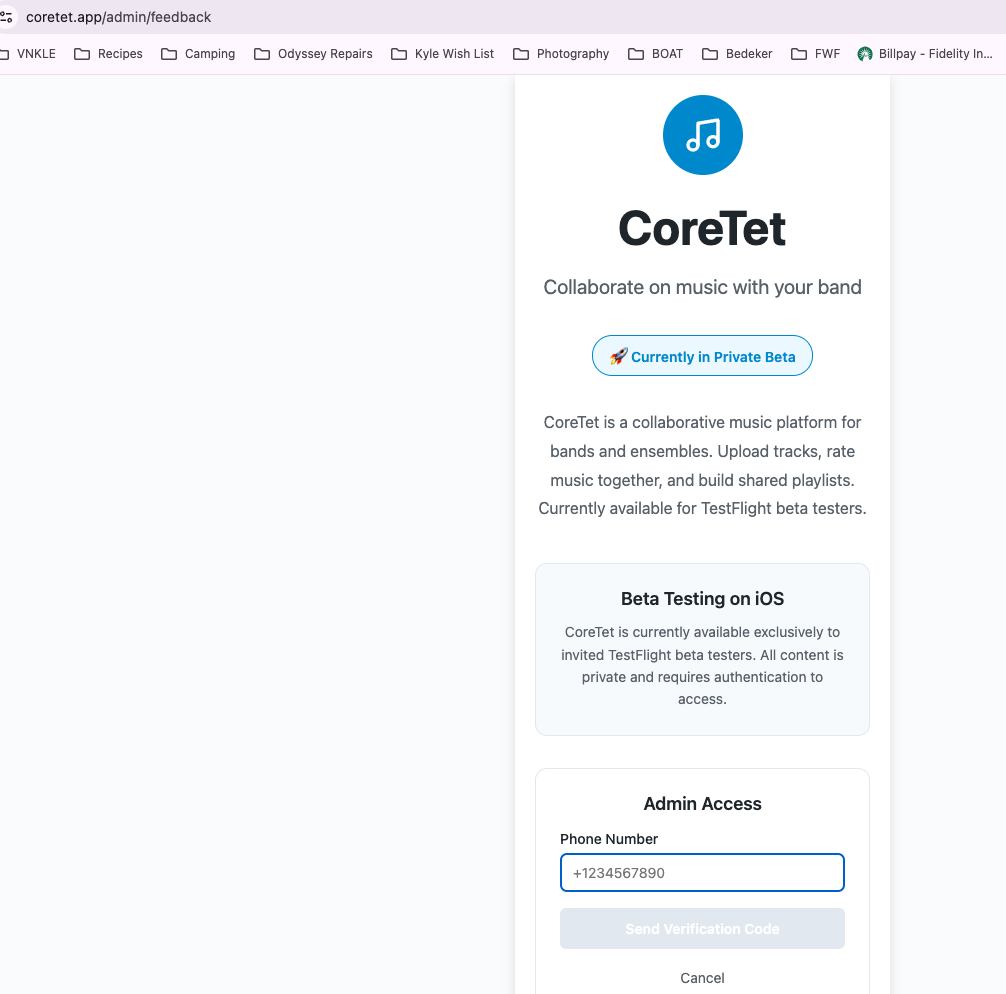 coretet.app/admin/feedback
VNKLE Recipes Camping Odyssey Repairs Kyle Wish List Photography BOAT Bedeker FWF Billpay - Fidelity In...
CoreTet
Collaborate on music with your band
🚀 Currently in Private Beta
CoreTet is a collaborative music platform for
bands and ensembles. Upload tracks, rate
music together, and build shared playlists.
Currently available for TestFlight beta testers.
Beta Testing on iOS
CoreTet is currently available exclusively to
invited TestFlight beta testers. All content is
private and requires authentication to
access.
Admin Access
Phone Number
+1234567890
Send Verification Code
Cancel